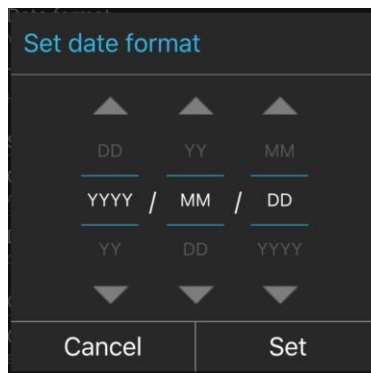 Set date format
DD YY MM
YYYY / MM / DD
YY DD YYYY
Cancel Set